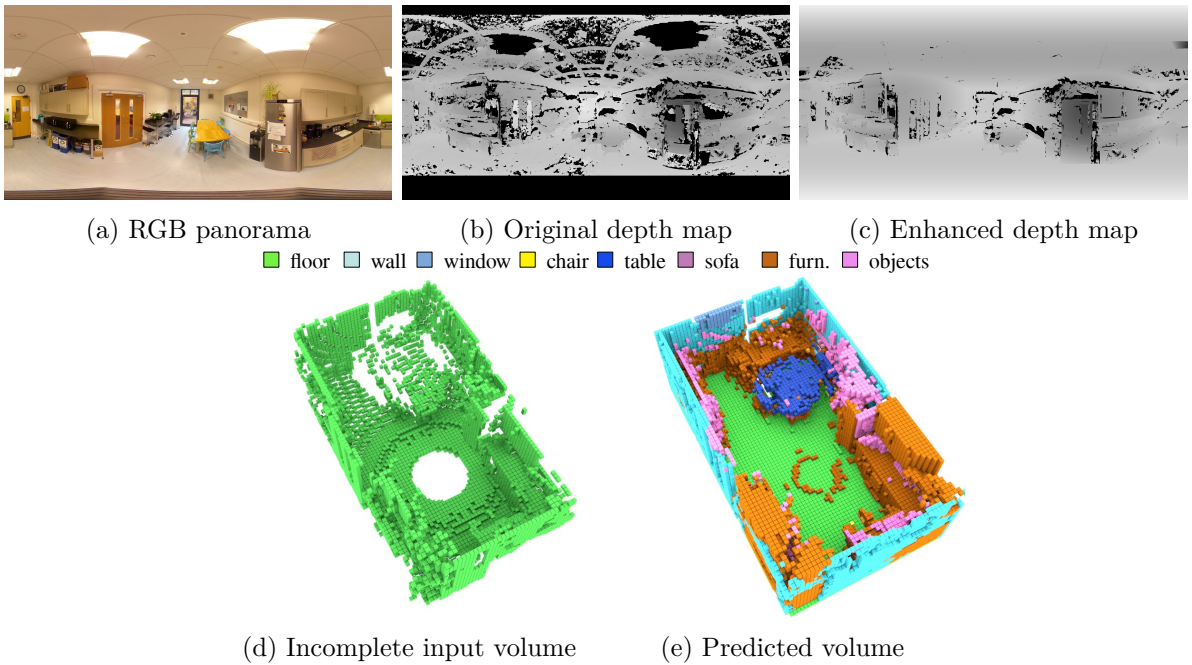 (a) RGB panorama
(b) Original depth map
(c) Enhanced depth map
floor wall window chair table sofa furn. objects
(d) Incomplete input volume
(e) Predicted volume